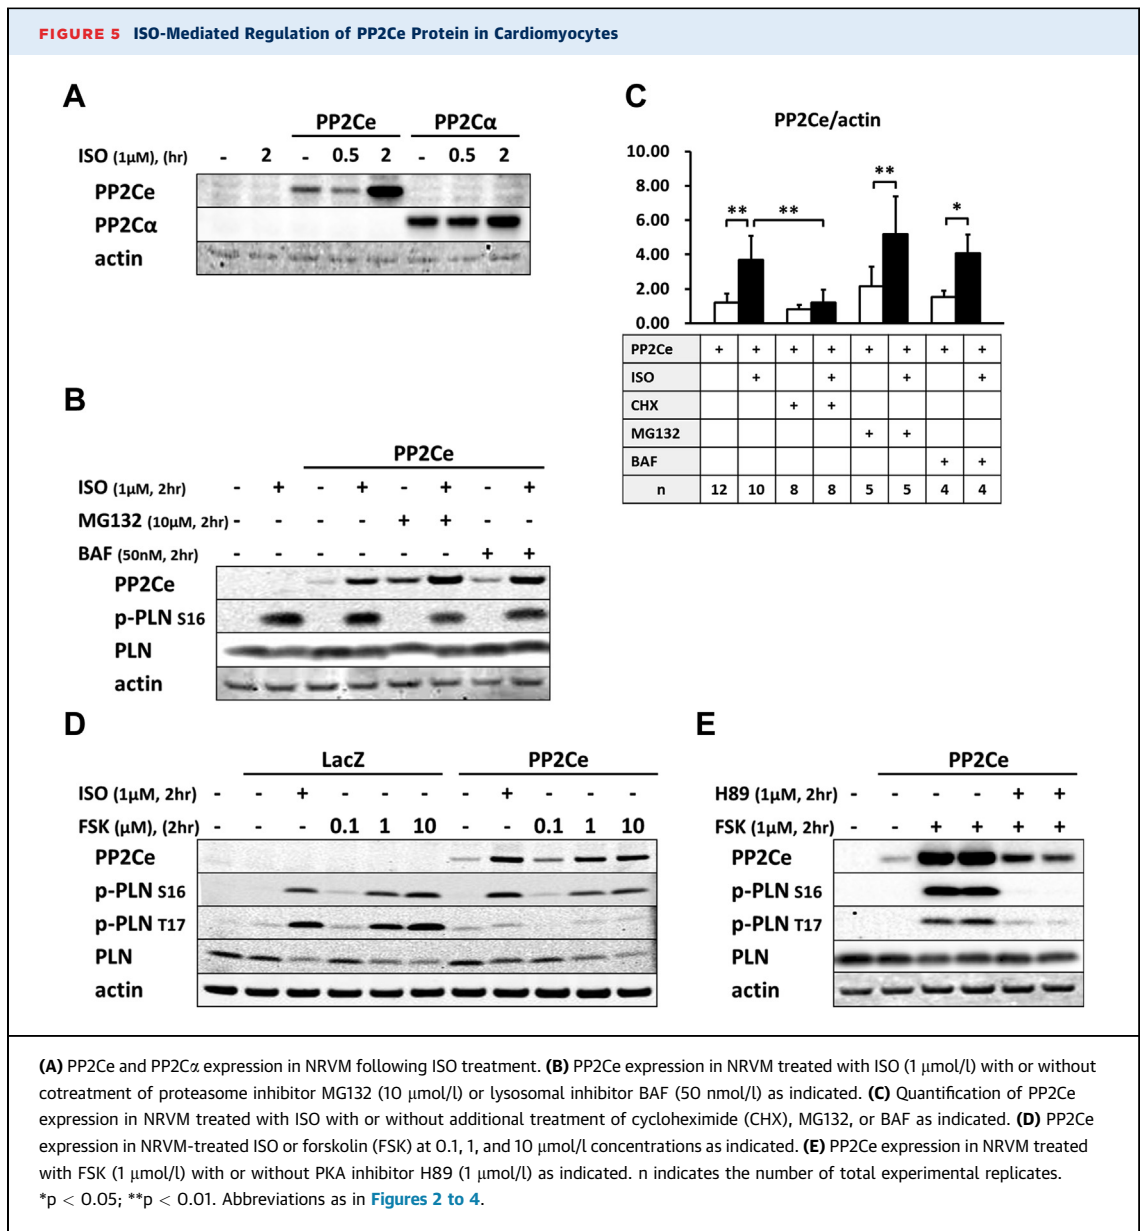 FIGURE 5 ISO-Mediated Regulation of PP2Ce Protein in Cardiomyocytes
A
PP2Ce PP2Cα
ISO (1μM), (hr) - 2 - 0.5 2 - 0.5 2
PP2Ce
PP2Cα
actin
B
PP2Ce
ISO (1μM, 2hr) - + - + - + - +
MG132 (10μM, 2hr) - - - - + + - -
BAF (50nM, 2hr) - - - - - - + +
PP2Ce
p-PLN S16
PLN
actin
C
PP2Ce/actin
10.00
8.00
6.00
4.00
2.00
0.00
** ** ** *
PP2Ce + + + + + + + +
ISO + + + +
CHX + +
MG132 + +
BAF + +
n 12 10 8 8 5 5 4 4
D
LacZ PP2Ce
ISO (1μM, 2hr) - - + - - - - + - - -
FSK (μM), (2hr) - - - 0.1 1 10 - - 0.1 1 10
PP2Ce
p-PLN S16
p-PLN T17
PLN
actin
E
PP2Ce
H89 (1μM, 2hr) - - - - + +
FSK (1μM, 2hr) - - + + + +
PP2Ce
p-PLN S16
p-PLN T17
PLN
actin
(A) PP2Ce and PP2Cα expression in NRVM following ISO treatment. (B) PP2Ce expression in NRVM treated with ISO (1 μmol/l) with or without
cotreatment of proteasome inhibitor MG132 (10 μmol/l) or lysosomal inhibitor BAF (50 nmol/l) as indicated. (C) Quantification of PP2Ce
expression in NRVM treated with ISO with or without additional treatment of cycloheximide (CHX), MG132, or BAF as indicated. (D) PP2Ce
expression in NRVM-treated ISO or forskolin (FSK) at 0.1, 1, and 10 μmol/l concentrations as indicated. (E) PP2Ce expression in NRVM treated
with FSK (1 μmol/l) with or without PKA inhibitor H89 (1 μmol/l) as indicated. n indicates the number of total experimental replicates.
*p < 0.05; **p < 0.01. Abbreviations as in Figures 2 to 4.